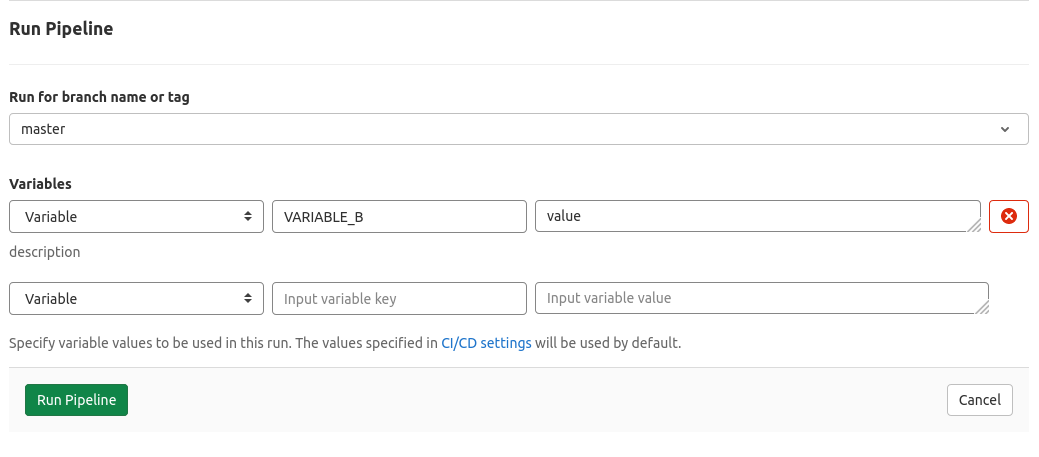 Run Pipeline
Run for branch name or tag
master
Variables
Variable VARIABLE_B value
description
Variable Input variable key Input variable value
Specify variable values to be used in this run. The values specified in CI/CD settings will be used by default.
Run Pipeline Cancel